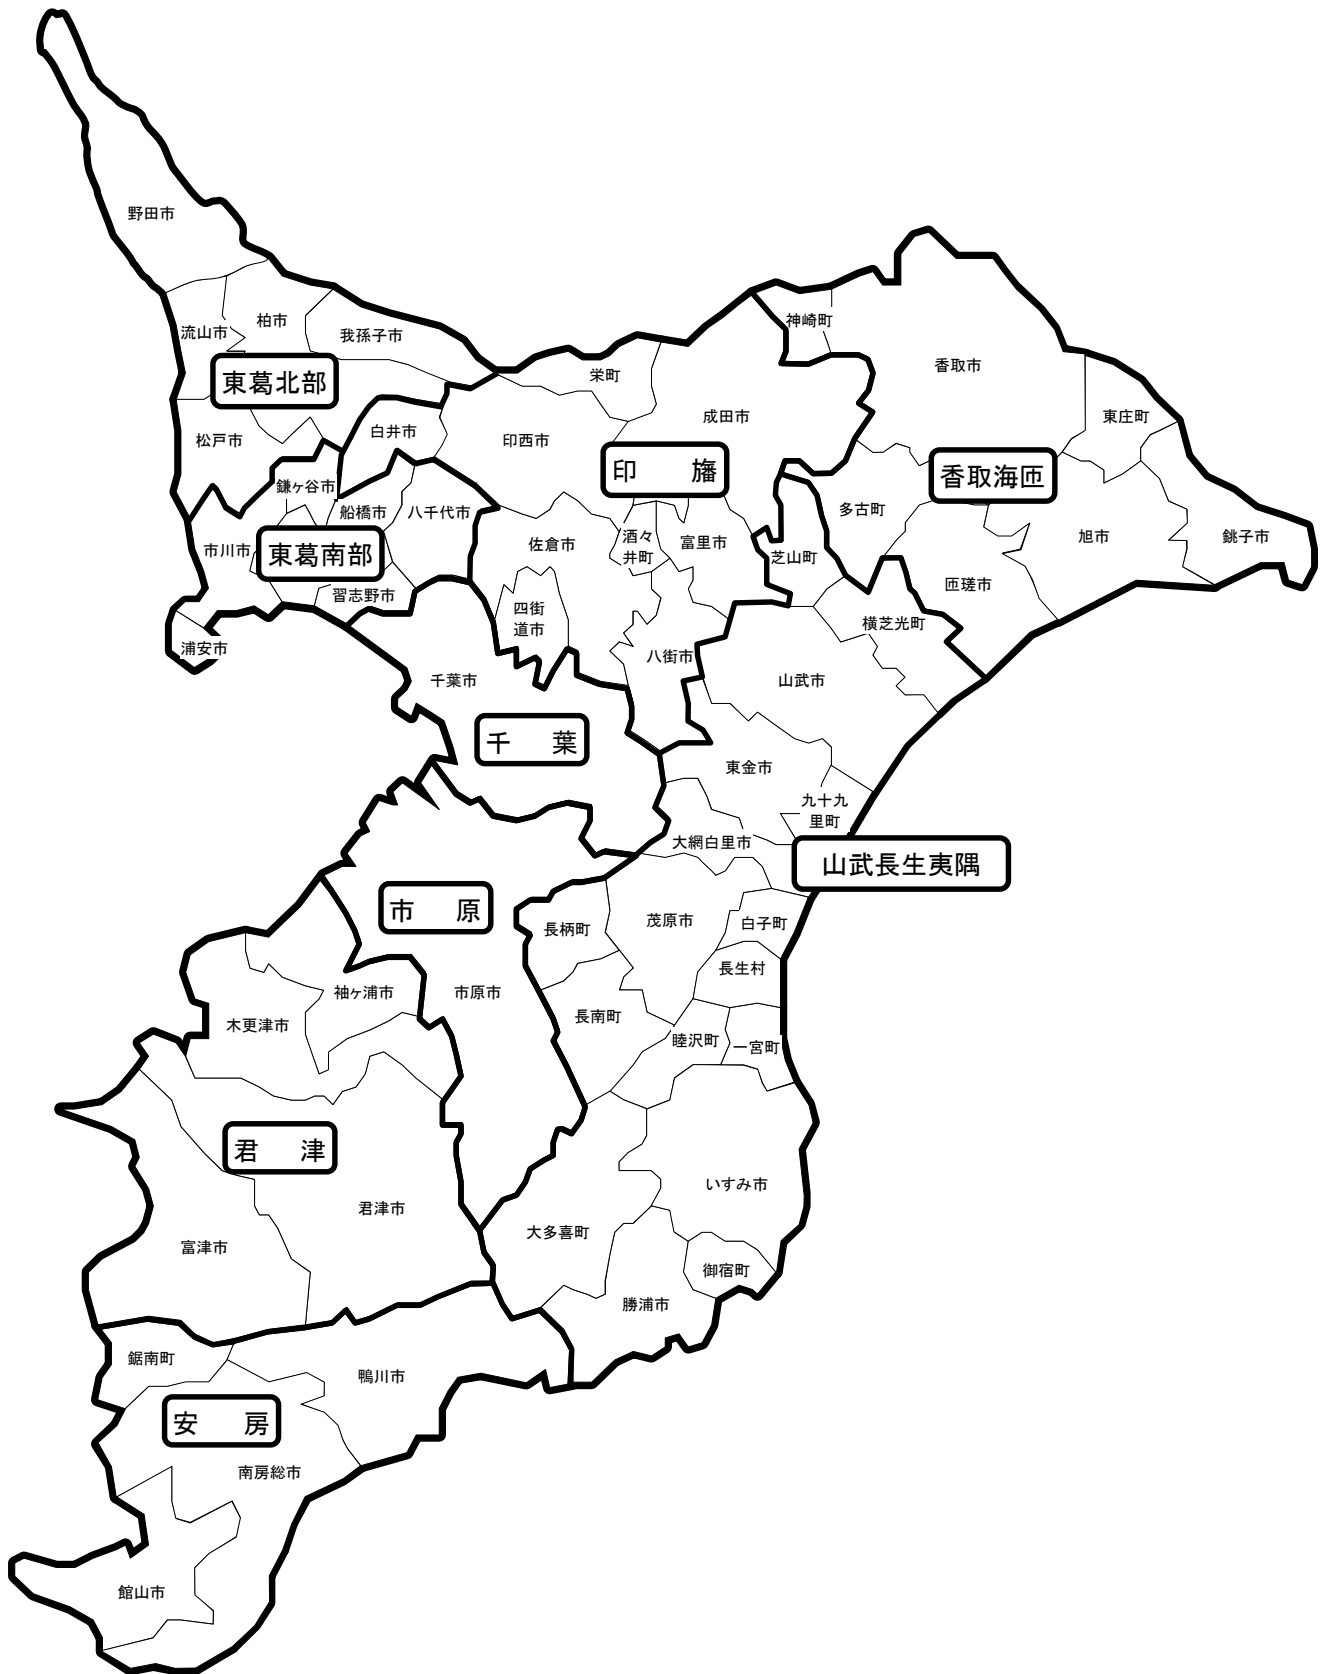 野田市
流山市
柏市
我孫子市
東葛北部
松戸市
鎌ヶ谷市
船橋市
八千代市
市川市
東葛南部
習志野市
浦安市
白井市
印西市
栄町
成田市
印　旛
佐倉市
酒々
井町
富里市
四街
道市
八街市
神崎町
香取市
東庄町
香取海匝
多古町
旭市
銚子市
匝瑳市
芝山町
横芝光町
山武市
東金市
九十九
里町
大網白里市
山武長生夷隅
千葉市
千　葉
市　原
市原市
長柄町
茂原市
白子町
長生村
長南町
睦沢町
一宮町
いすみ市
大多喜町
御宿町
勝浦市
袖ヶ浦市
木更津市
君　津
君津市
富津市
鋸南町
鴨川市
安　房
南房総市
館山市